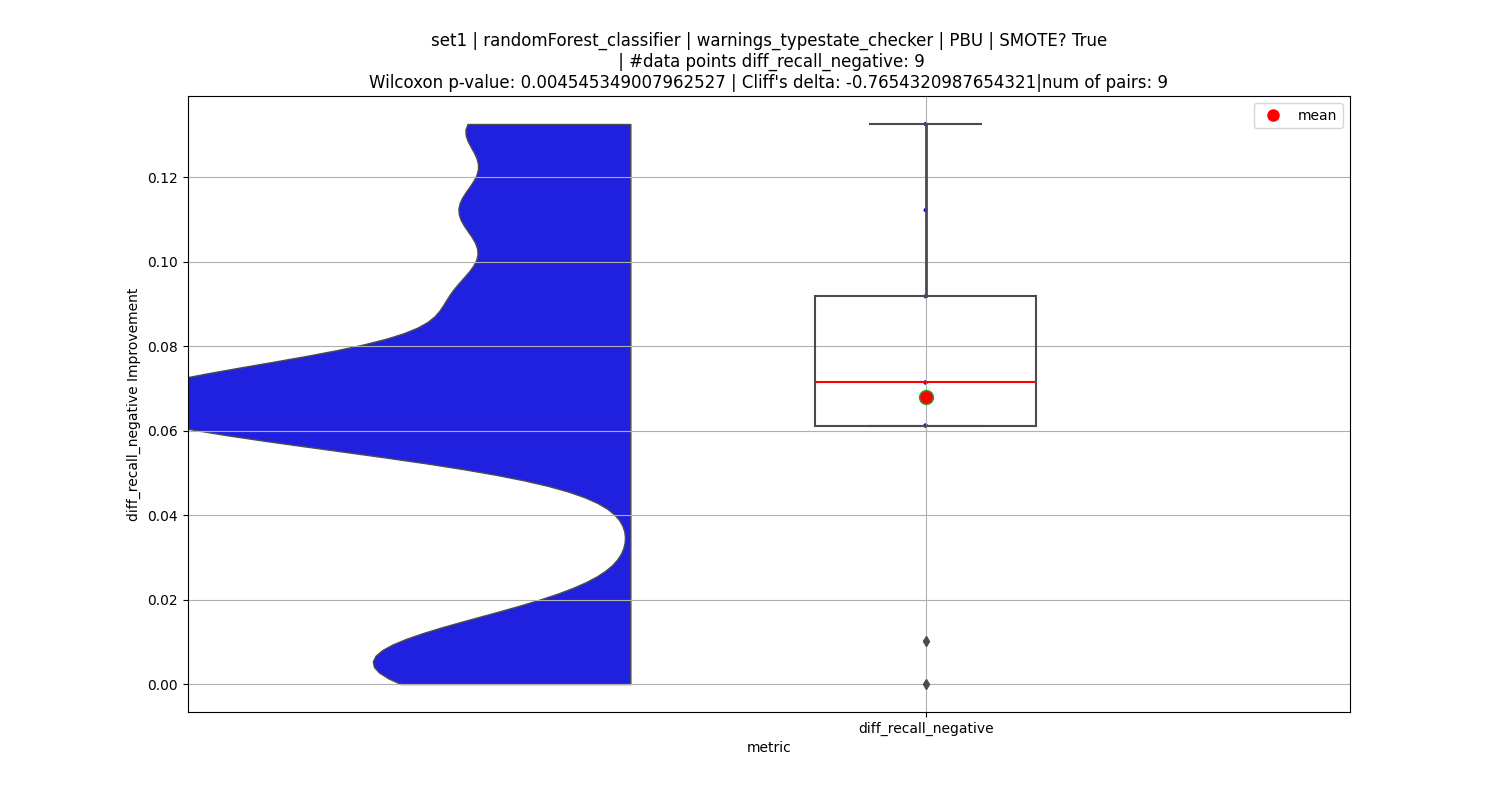 set1 | randomForest_classifier | warnings_typestate_checker | PBU | SMOTE? True
| #data points diff_recall_negative: 9
Wilcoxon p-value: 0.004545349007962527 | Cliff's delta: -0.7654320987654321|num of pairs: 9
mean
0.12
0.10
0.08
0.06
0.04
0.02
0.00
diff_recall_negative Improvement
diff_recall_negative
metric